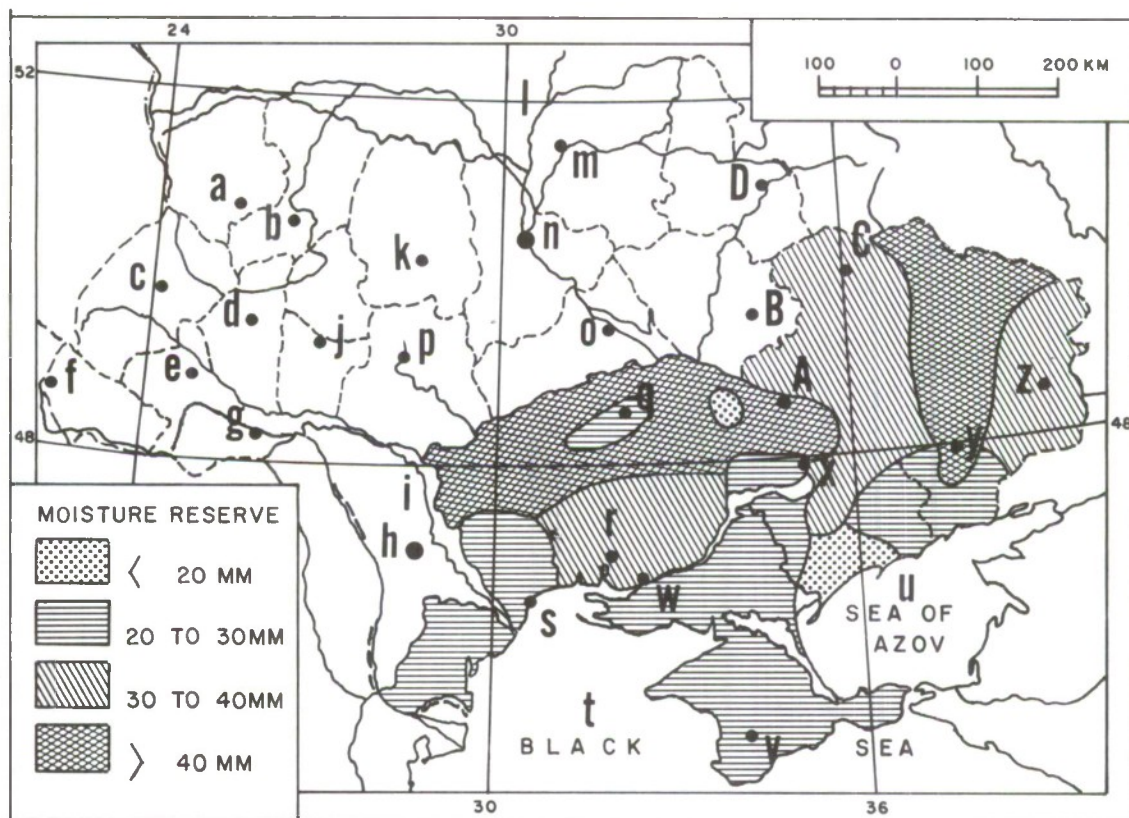 24 30
52
100 0 100 200 KM
l
m
a
D
b
n
C
k
c
B
d
o
j
p
e
A
f
q
z
48 g 48
y
x
i
MOISTURE RESERVE
h
r
< 20 MM
w
u
s
SEA OF
AZOV
20 TO 30MM
30 TO 40MM
t
v
BLACK SEA
> 40 MM
30 36